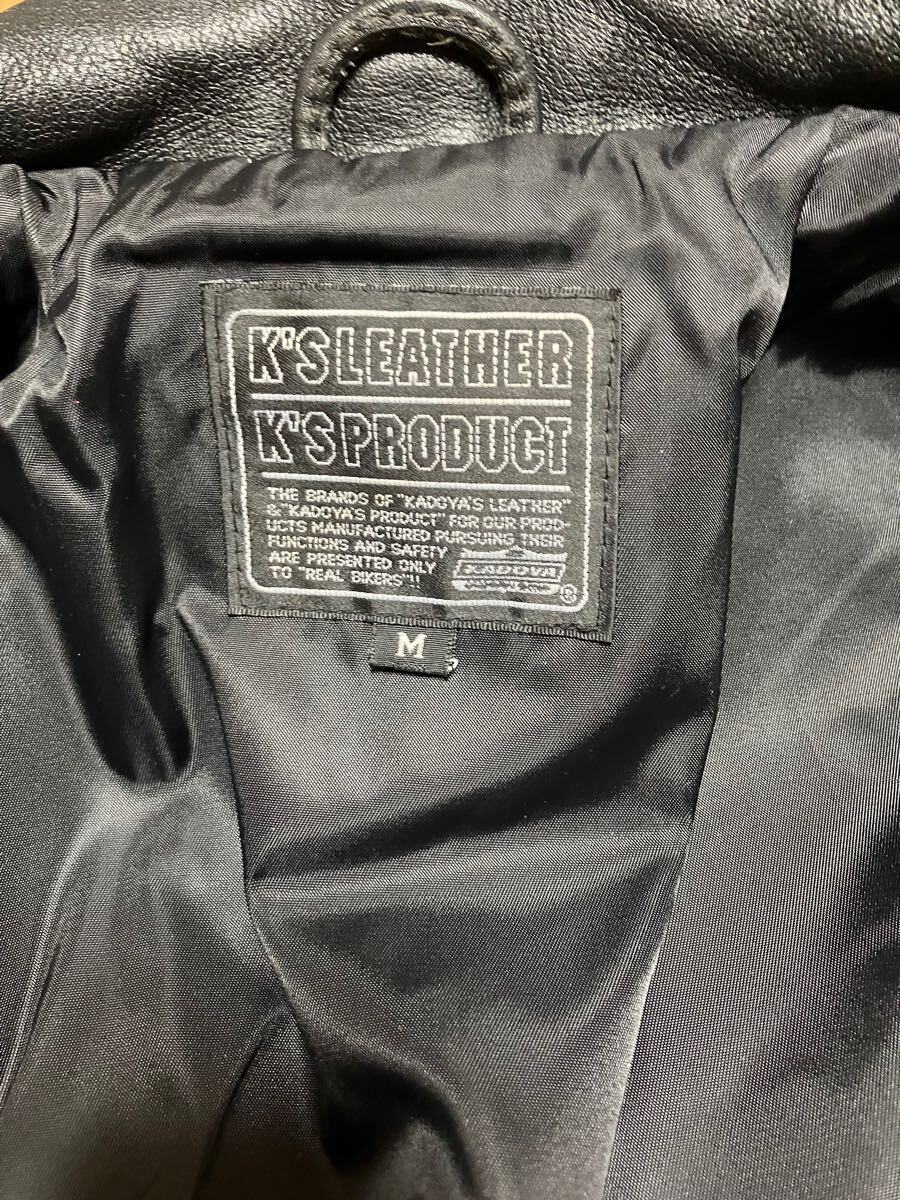 K'S LEATHER
K'S PRODUCT
THE BRANDS OF "KADOYA'S LEATHER"
& "KADOYA'S PRODUCT" FOR OUR PROD-
UCTS MANUFACTURED PURSUING THEIR
FUNCTIONS AND SAFETY
ARE PRESENTED ONLY
TO "REAL BIKERS"!!
KADOYA
®
M